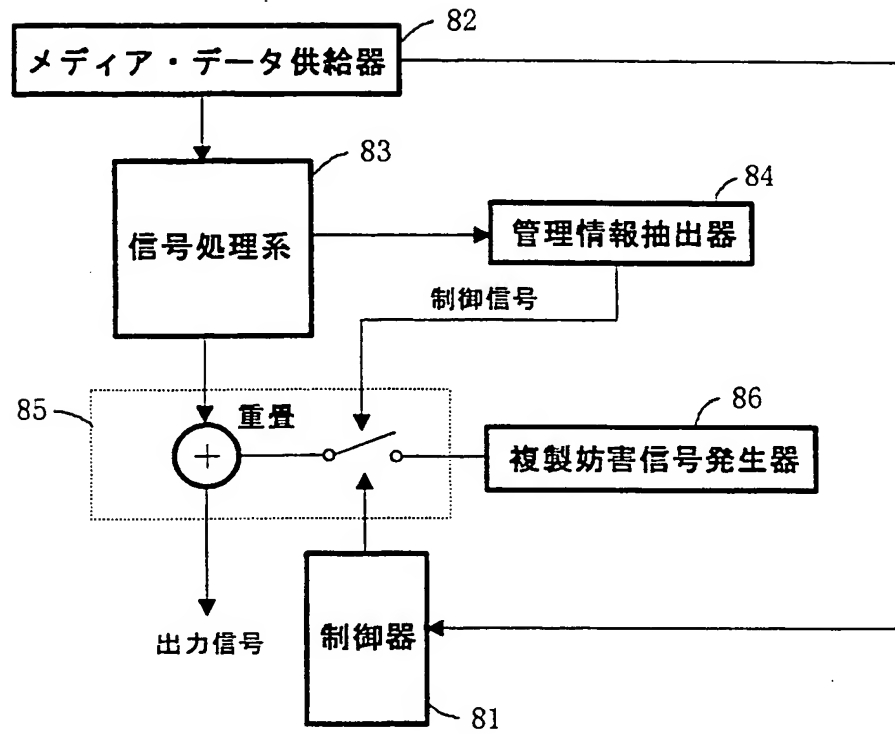 82
メディア・データ供給器
83
84
信号処理系
管理情報抽出器
制御信号
85
重畳
86
+
複製妨害信号発生器
出力信号
制御器
81